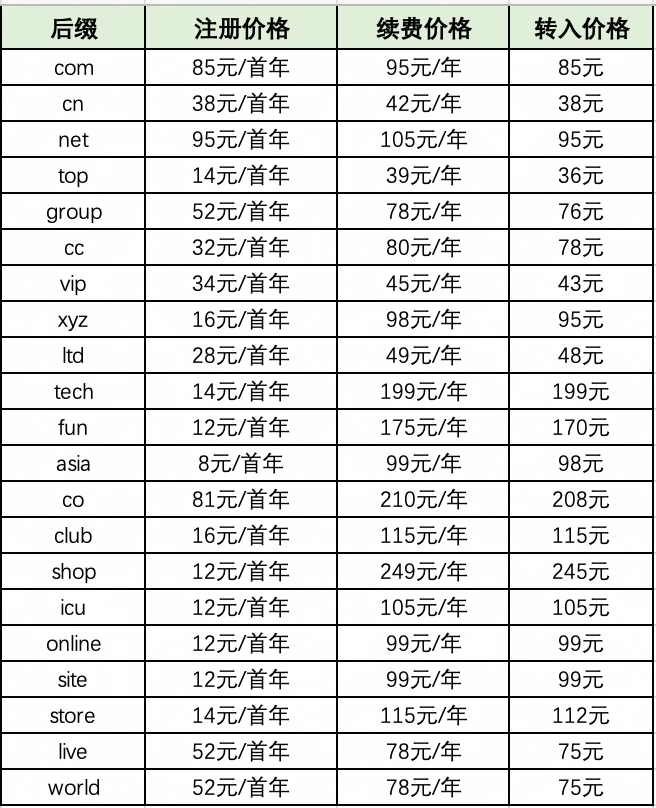 后缀 注册价格 续费价格 转入价格
com 85元/首年 95元/年 85元
cn 38元/首年 42元/年 38元
net 95元/首年 105元/年 95元
top 14元/首年 39元/年 36元
group 52元/首年 78元/年 76元
cc 32元/首年 80元/年 78元
vip 34元/首年 45元/年 43元
xyz 16元/首年 98元/年 95元
ltd 28元/首年 49元/年 48元
tech 14元/首年 199元/年 199元
fun 12元/首年 175元/年 170元
asia 8元/首年 99元/年 98元
co 81元/首年 210元/年 208元
club 16元/首年 115元/年 115元
shop 12元/首年 249元/年 245元
icu 12元/首年 105元/年 105元
online 12元/首年 99元/年 99元
site 12元/首年 99元/年 99元
store 14元/首年 115元/年 112元
live 52元/首年 78元/年 75元
world 52元/首年 78元/年 75元